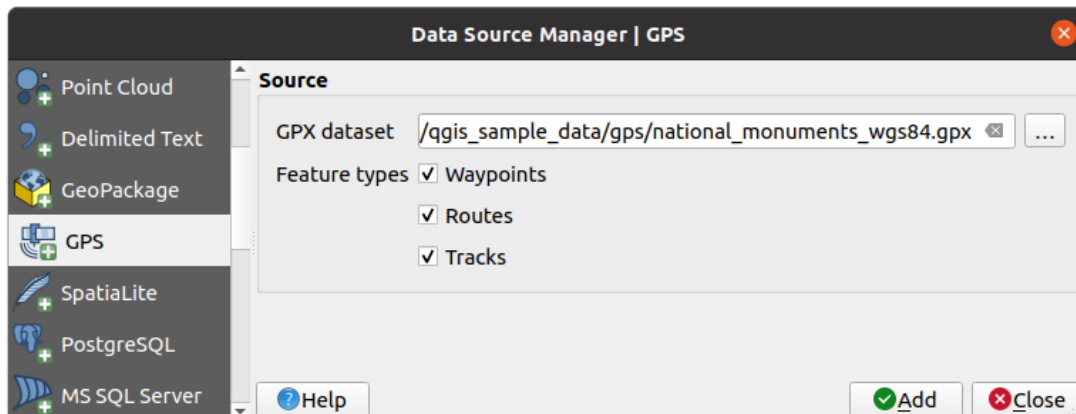 Data Source Manager | GPS
Point Cloud
Delimited Text
GeoPackage
GPS
SpatiaLite
PostgreSQL
MS SQL Server
Source
GPX dataset /qgis_sample_data/gps/national_monuments_wgs84.gpx ...
Feature types Waypoints
Routes
Tracks
Help Add Close